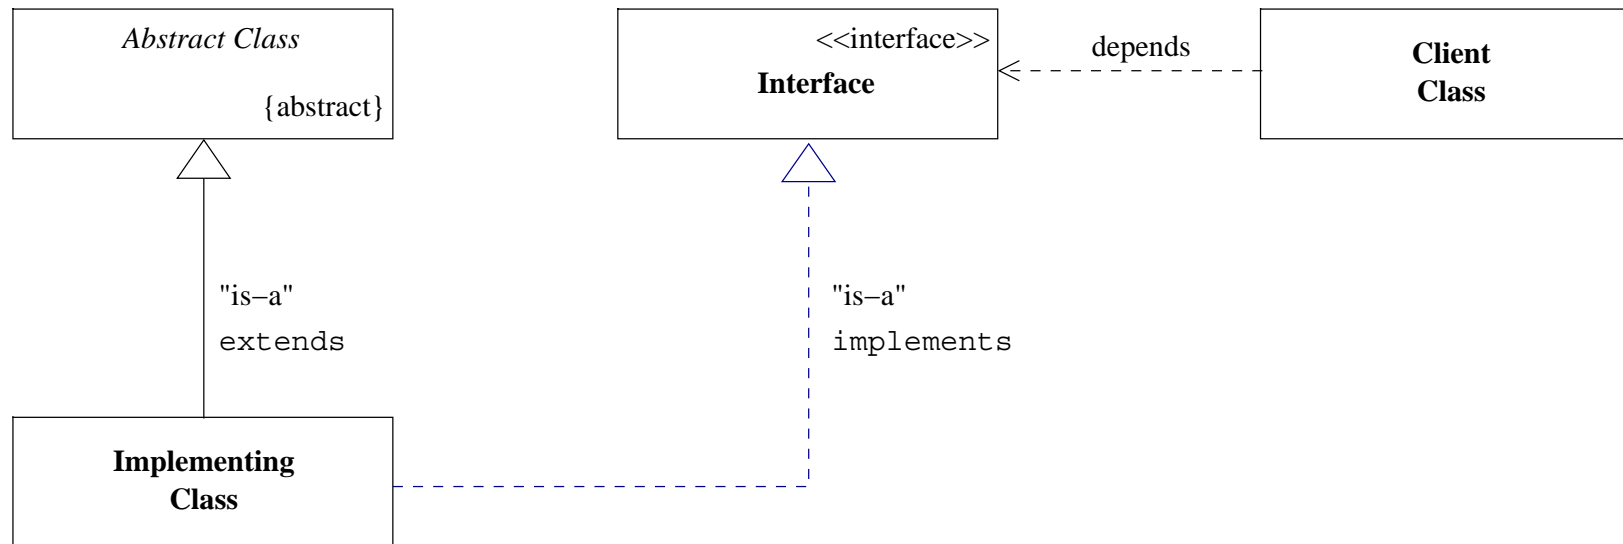 Abstract Class
{abstract}
<<interface>>
Interface
depends
Client
Class
"is–a"
extends
"is–a"
implements
Implementing
Class